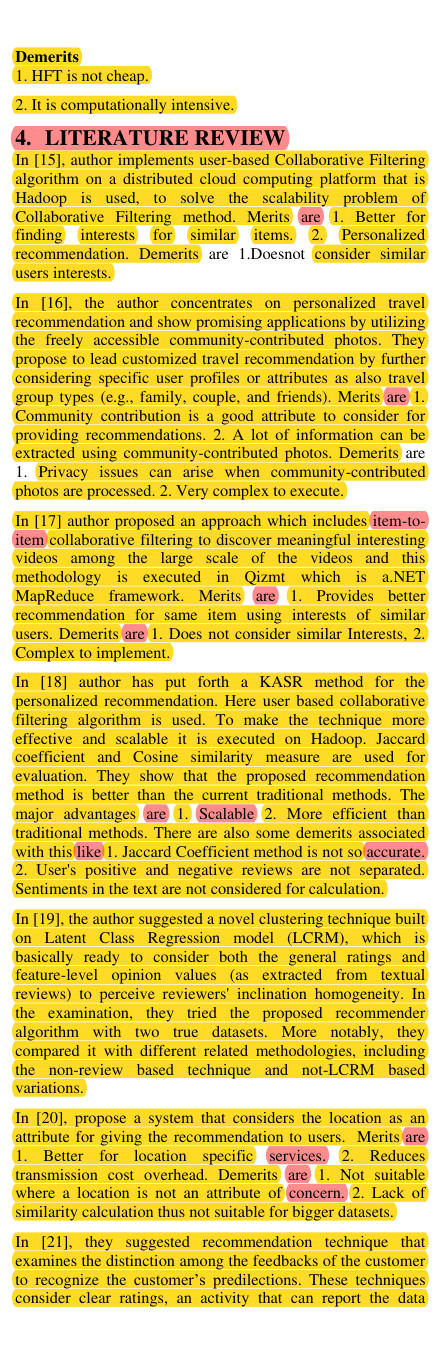 Demerits
1. HFT is not cheap.
2. It is computationally intensive.
4. LITERATURE REVIEW
In [15], author implements user-based Collaborative Filtering
algorithm on a distributed cloud computing platform that is
Hadoop is used, to solve the scalability problem of
Collaborative Filtering method. Merits are 1. Better for
finding interests for similar items. 2. Personalized
recommendation. Demerits are 1.Doesnot consider similar
users interests.
In [16], the author concentrates on personalized travel
recommendation and show promising applications by utilizing
the freely accessible community-contributed photos. They
propose to lead customized travel recommendation by further
considering specific user profiles or attributes as also travel
group types (e.g., family, couple, and friends). Merits are 1.
Community contribution is a good attribute to consider for
providing recommendations. 2. A lot of information can be
extracted using community-contributed photos. Demerits are
1. Privacy issues can arise when community-contributed
photos are processed. 2. Very complex to execute.
In [17] author proposed an approach which includes item-to-
item collaborative filtering to discover meaningful interesting
videos among the large scale of the videos and this
methodology is executed in Qizmt which is a.NET
MapReduce framework. Merits are 1. Provides better
recommendation for same item using interests of similar
users. Demerits are 1. Does not consider similar Interests, 2.
Complex to implement.
In [18] author has put forth a KASR method for the
personalized recommendation. Here user based collaborative
filtering algorithm is used. To make the technique more
effective and scalable it is executed on Hadoop. Jaccard
coefficient and Cosine similarity measure are used for
evaluation. They show that the proposed recommendation
method is better than the current traditional methods. The
major advantages are 1. Scalable 2. More efficient than
traditional methods. There are also some demerits associated
with this like 1. Jaccard Coefficient method is not so accurate.
2. User's positive and negative reviews are not separated.
Sentiments in the text are not considered for calculation.
In [19], the author suggested a novel clustering technique built
on Latent Class Regression model (LCRM), which is
basically ready to consider both the general ratings and
feature-level opinion values (as extracted from textual
reviews) to perceive reviewers' inclination homogeneity. In
the examination, they tried the proposed recommender
algorithm with two true datasets. More notably, they
compared it with different related methodologies, including
the non-review based technique and not-LCRM based
variations.
In [20], propose a system that considers the location as an
attribute for giving the recommendation to users. Merits are
1. Better for location specific services. 2. Reduces
transmission cost overhead. Demerits are 1. Not suitable
where a location is not an attribute of concern. 2. Lack of
similarity calculation thus not suitable for bigger datasets.
In [21], they suggested recommendation technique that
examines the distinction among the feedbacks of the customer
to recognize the customer's predilections. These techniques
consider clear ratings, an activity that can report the data